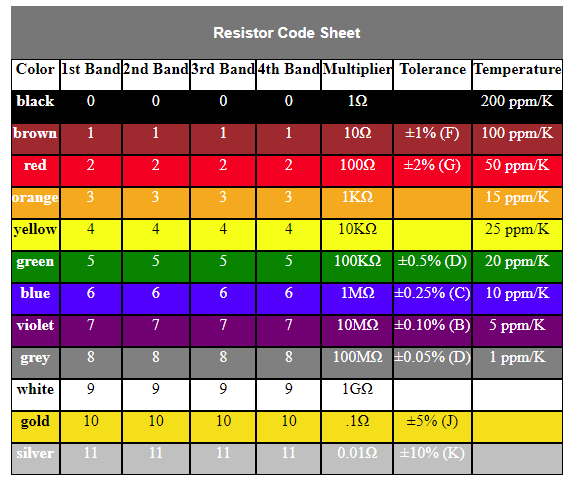 Resistor Code Sheet
Color 1st Band 2nd Band 3rd Band 4th Band Multiplier Tolerance Temperature
black 0 0 0 0 1Ω 200 ppm/K
brown 1 1 1 1 10Ω ±1% (F) 100 ppm/K
red 2 2 2 2 100Ω ±2% (G) 50 ppm/K
orange 3 3 3 3 1KΩ 15 ppm/K
yellow 4 4 4 4 10KΩ 25 ppm/K
green 5 5 5 5 100KΩ ±0.5% (D) 20 ppm/K
blue 6 6 6 6 1MΩ ±0.25% (C) 10 ppm/K
violet 7 7 7 7 10MΩ ±0.10% (B) 5 ppm/K
grey 8 8 8 8 100MΩ ±0.05% (D) 1 ppm/K
white 9 9 9 9 1GΩ
gold 10 10 10 10 .1Ω ±5% (J)
silver 11 11 11 11 0.01Ω ±10% (K)